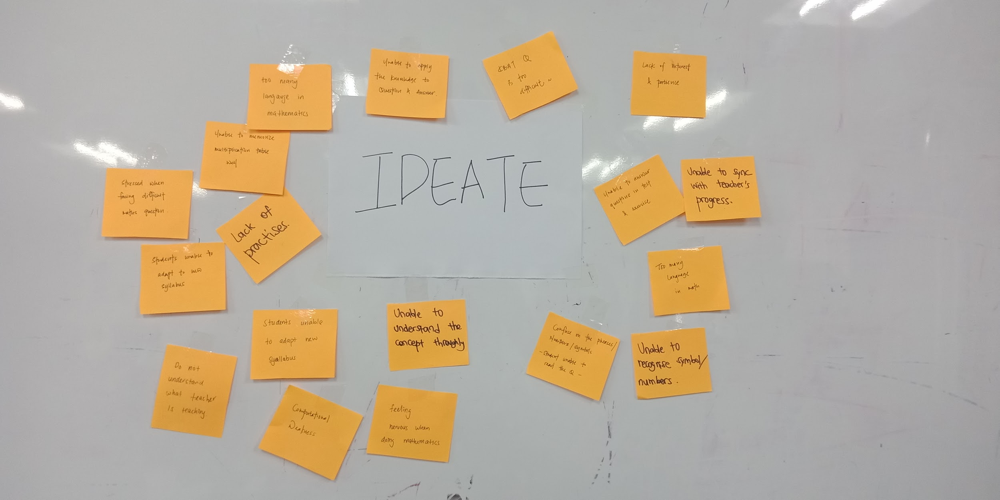 too many
langauge in
mathematics
Unable to apply
the knowledge to
Question & Answer.
KBAT Q
is too
difficult ~
Lack of interest
& patience
Unable to memorize
multiplication table
well
IDEATE
Stressed when
facing difficult
maths question.
Lack of
practises.
Unable to answer
questions in test
& exercise
Unable to sync
with teacher's
progress.
Students unable to
adapt to new
syllabus
Too many
language
in math
Students unable
to adapt new
syallabus
Unable to
understand the
concept throughly
Confuse on the phrases/
Numbers/symbols
- Student unable to
read the Q -
Unable to
recognise symbol/
numbers.
Do not
understand
what teacher
is teaching
Computational
Weakness
feeling
nervous when
doing mathematics